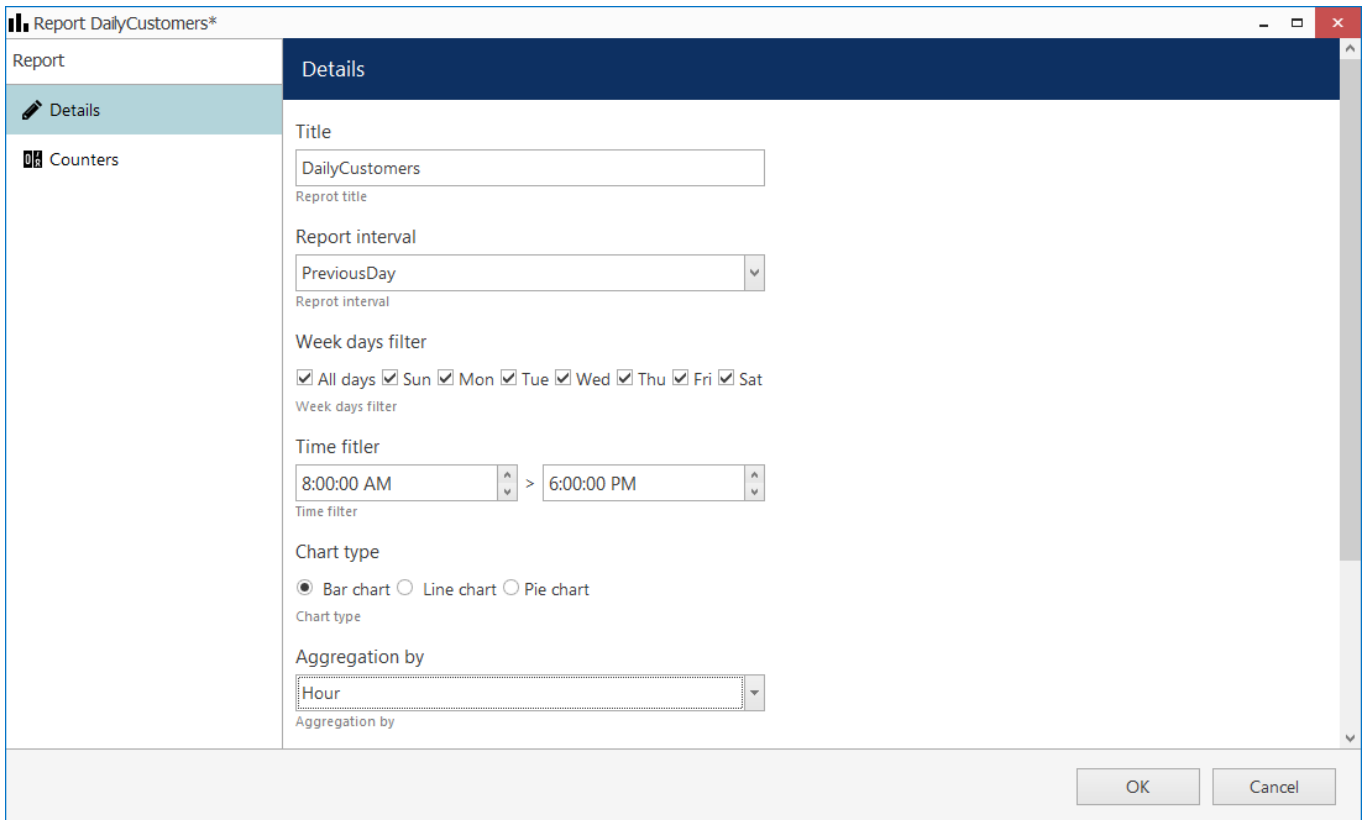 Report DailyCustomers*
Report
Details
Details
Counters
Title
DailyCustomers
Reprot title
Report interval
PreviousDay
Reprot interval
Week days filter
All days Sun Mon Tue Wed Thu Fri Sat
Week days filter
Time fitler
8:00:00 AM > 6:00:00 PM
Time filter
Chart type
Bar chart Line chart Pie chart
Chart type
Aggregation by
Hour
Aggregation by
OK Cancel